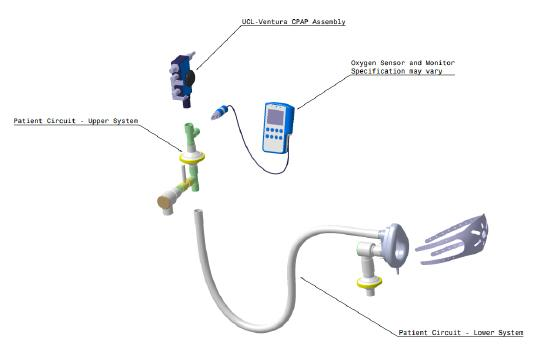 UCL-Ventura CPAP Assembly
Oxygen Sensor and Monitor
Specification may vary
Patient Circuit - Upper System
Patient Circuit - Lower System